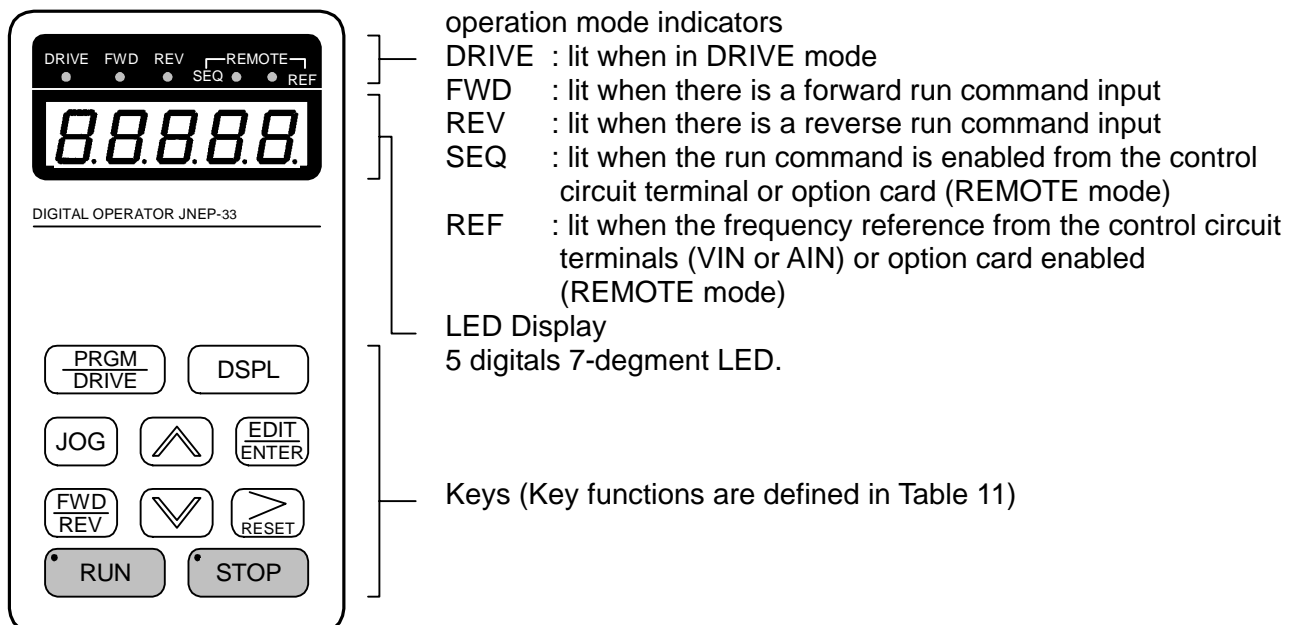 DRIVE FWD REV REMOTE
SEQ REF
88888.
DIGITAL OPERATOR JNEP-33
PRGM
DRIVE
DSPL
JOG
EDIT
ENTER
FWD
REV
RESET
RUN
STOP
operation mode indicators
DRIVE : lit when in DRIVE mode
FWD : lit when there is a forward run command input
REV : lit when there is a reverse run command input
SEQ : lit when the run command is enabled from the control
circuit terminal or option card (REMOTE mode)
REF : lit when the frequency reference from the control circuit
terminals (VIN or AIN) or option card enabled
(REMOTE mode)
LED Display
5 digitals 7-degment LED.
Keys (Key functions are defined in Table 11)